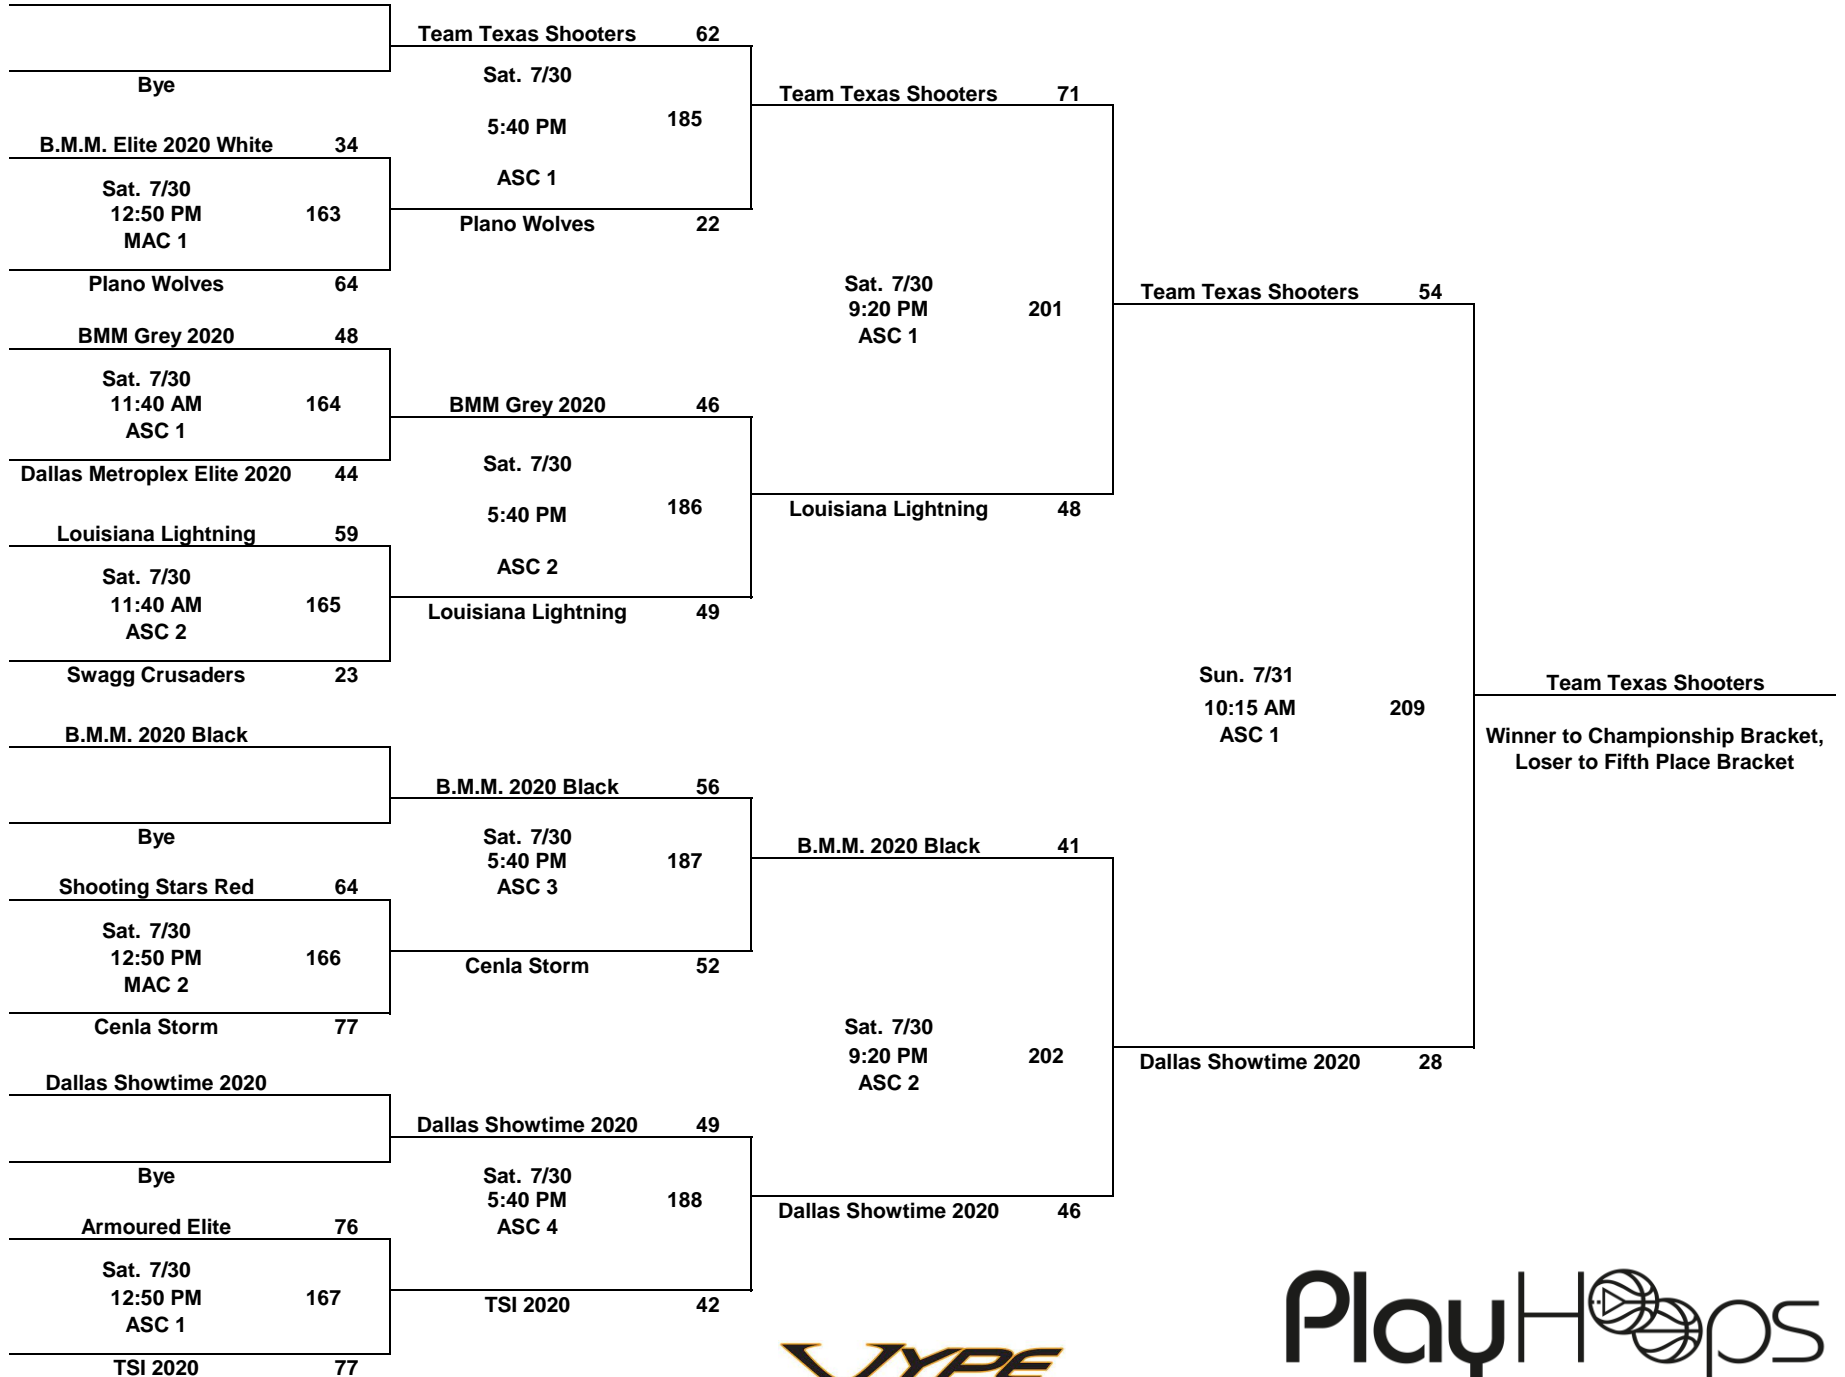 Team Texas Shooters 62
Sat. 7/30
Bye
Team Texas Shooters 71
5:40 PM 185
B.M.M. Elite 2020 White 34
ASC 1
Sat. 7/30
12:50 PM 163
MAC 1
Plano Wolves 22
Plano Wolves 64
Sat. 7/30
9:20 PM 201
ASC 1
Team Texas Shooters 54
BMM Grey 2020 48
Sat. 7/30
11:40 AM 164
ASC 1
BMM Grey 2020 46
Dallas Metroplex Elite 2020 44
Sat. 7/30
5:40 PM 186
ASC 2
Louisiana Lightning 48
Louisiana Lightning 59
Sat. 7/30
11:40 AM 165
ASC 2
Louisiana Lightning 49
Swagg Crusaders 23
Sun. 7/31
10:15 AM 209
ASC 1
Team Texas Shooters
Winner to Championship Bracket,
Loser to Fifth Place Bracket
B.M.M. 2020 Black
B.M.M. 2020 Black 56
Bye
Sat. 7/30
5:40 PM 187
ASC 3
B.M.M. 2020 Black 41
Shooting Stars Red 64
Sat. 7/30
12:50 PM 166
MAC 2
Cenla Storm 52
Cenla Storm 77
Sat. 7/30
9:20 PM 202
ASC 2
Dallas Showtime 2020 28
Dallas Showtime 2020
Dallas Showtime 2020 49
Bye
Sat. 7/30
5:40 PM 188
ASC 4
Dallas Showtime 2020 46
Armoured Elite 76
Sat. 7/30
12:50 PM 167
ASC 1
TSI 2020 42
TSI 2020 77
VYPE
PlayHoops